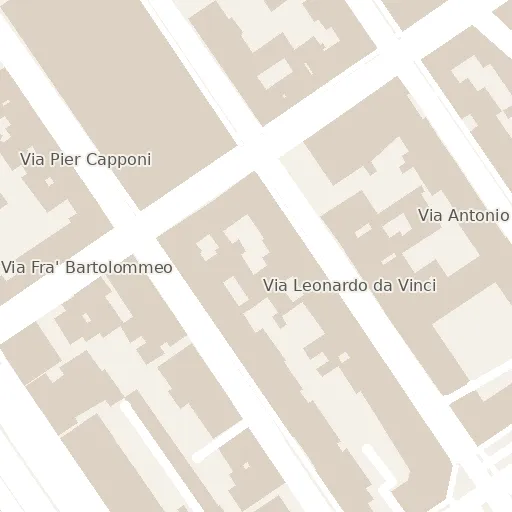 Via Pier Capponi
Via Antonio
Via Fra' Bartolommeo
Via Leonardo da Vinci